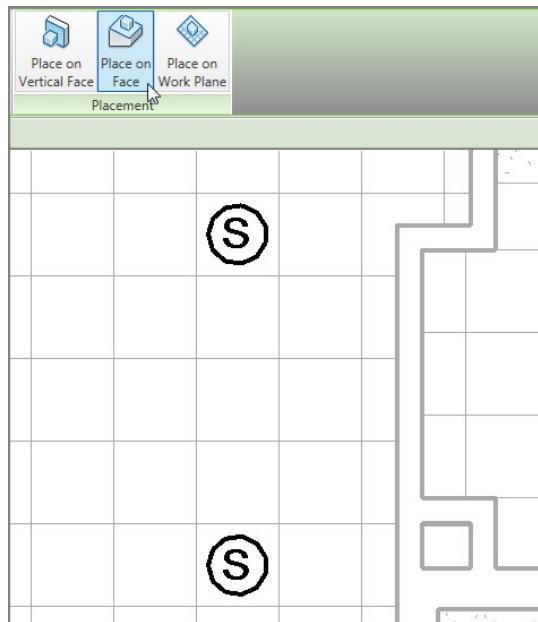 Place on
Vertical Face
Place on
Face
Place on
Work Plane
Placement
S
S